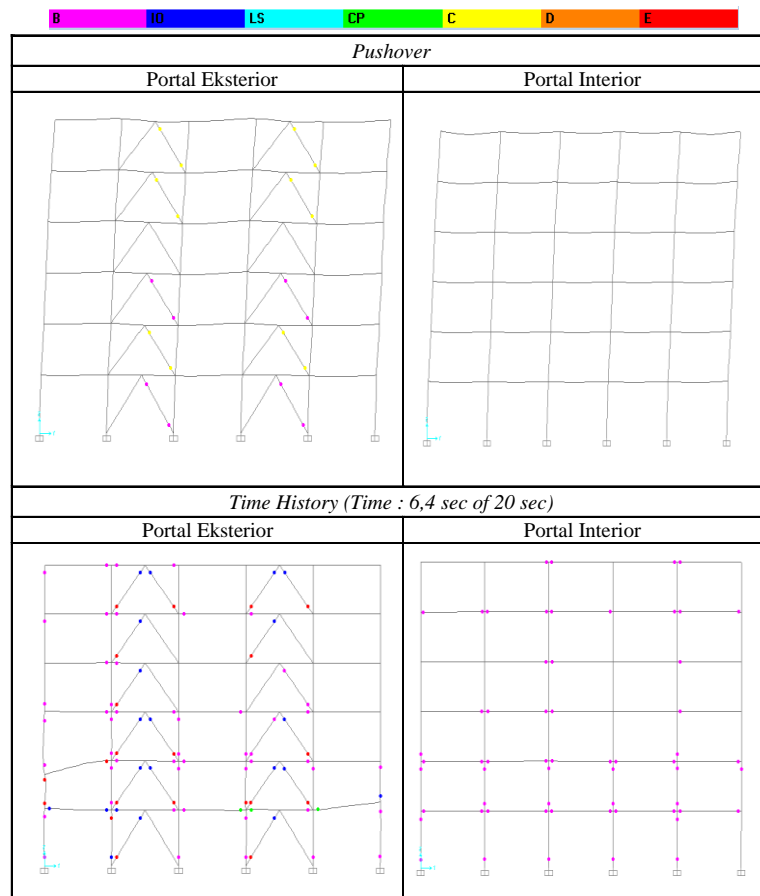 B IO LS CP C D E
Pushover
Portal Eksterior Portal Interior
Time History (Time : 6,4 sec of 20 sec)
Portal Eksterior Portal Interior